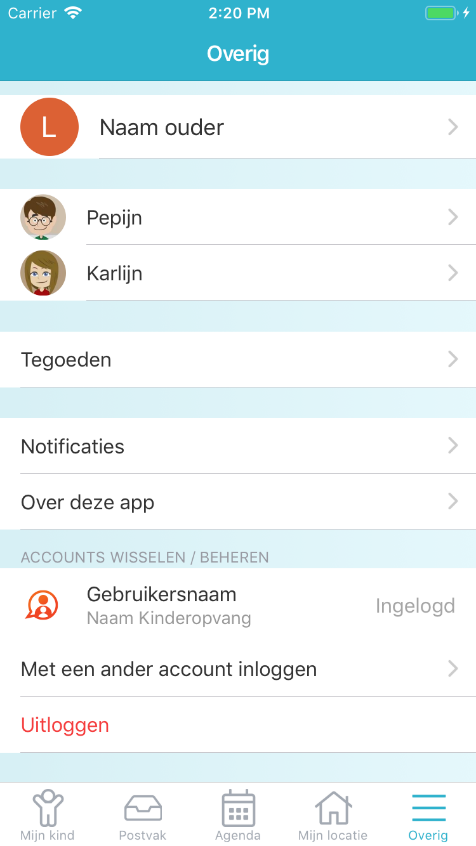 Carrier 2:20 PM
Overig
L Naam ouder
Pepijn
Karlijn
Tegoeden
Notificaties
Over deze app
ACCOUNTS WISSELEN / BEHEREN
Gebruikersnaam
Naam Kinderopvang
Ingelogd
Met een ander account inloggen
Uitloggen
Mijn kind Postvak Agenda Mijn locatie Overig